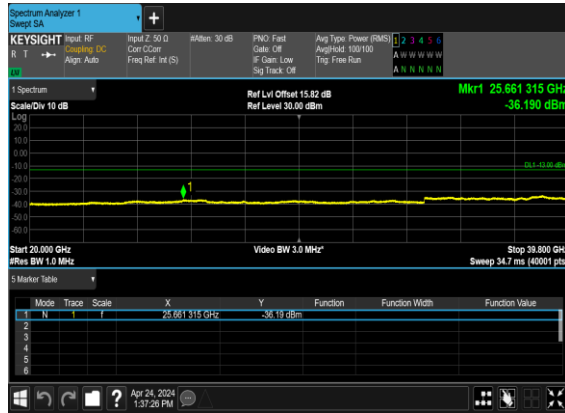 Spectrum Analyzer 1
Swept SA
+
KEYSIGHT Input: RF Input Z: 50 Ω #Atten: 30 dB PNO: Fast Avg Type: Power (RMS) 1 2 3 4 5 6
R T Coupling: DC Corr CCorr Gate: Off Avg|Hold: 100/100 A W W W W W
Align: Auto Freq Ref: Int (S) IF Gain: Low Trig: Free Run A N N N N N
Sig Track: Off
1 Spectrum
Scale/Div 10 dB
Ref Lvl Offset 15.82 dB
Ref Level 30.00 dBm
Mkr1 25.661 315 GHz
-36.190 dBm
Log
20.0
10.0
0.00
-10.0
DL1 -13.00 dBm
-20.0
-30.0
1
-40.0
-50.0
-60.0
Start 20.000 GHz Video BW 3.0 MHz* Stop 39.800 GHz
#Res BW 1.0 MHz Sweep 34.7 ms (40001 pts
5 Marker Table
Mode Trace Scale X Y Function Function Width Function Value
1 N 1 f 25.661 315 GHz -36.19 dBm
2
3
4
5
6
? Apr 24, 2024
1:37:26 PM